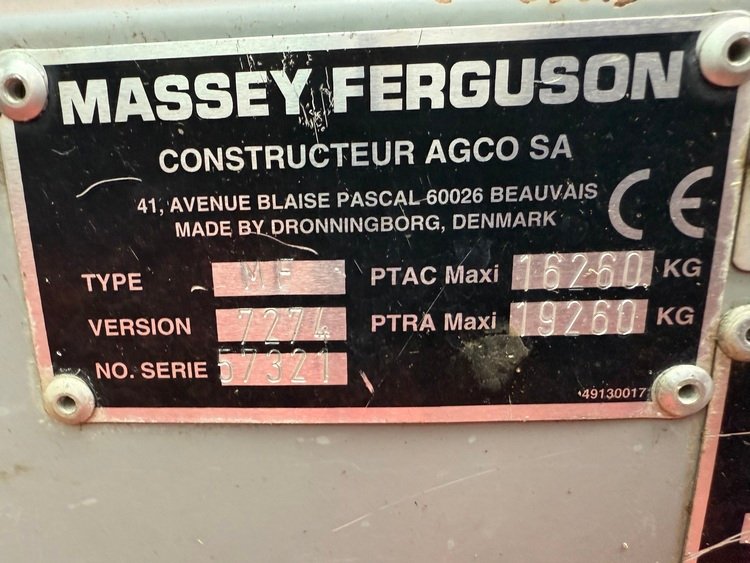 MASSEY FERGUSON
CONSTRUCTEUR AGCO SA
41, AVENUE BLAISE PASCAL 60026 BEAUVAIS
MADE BY DRONNINGBORG, DENMARK
CE
TYPE MF PTAC Maxi 16260 KG
VERSION 7274 PTRA Maxi 19260 KG
NO. SERIE 57321